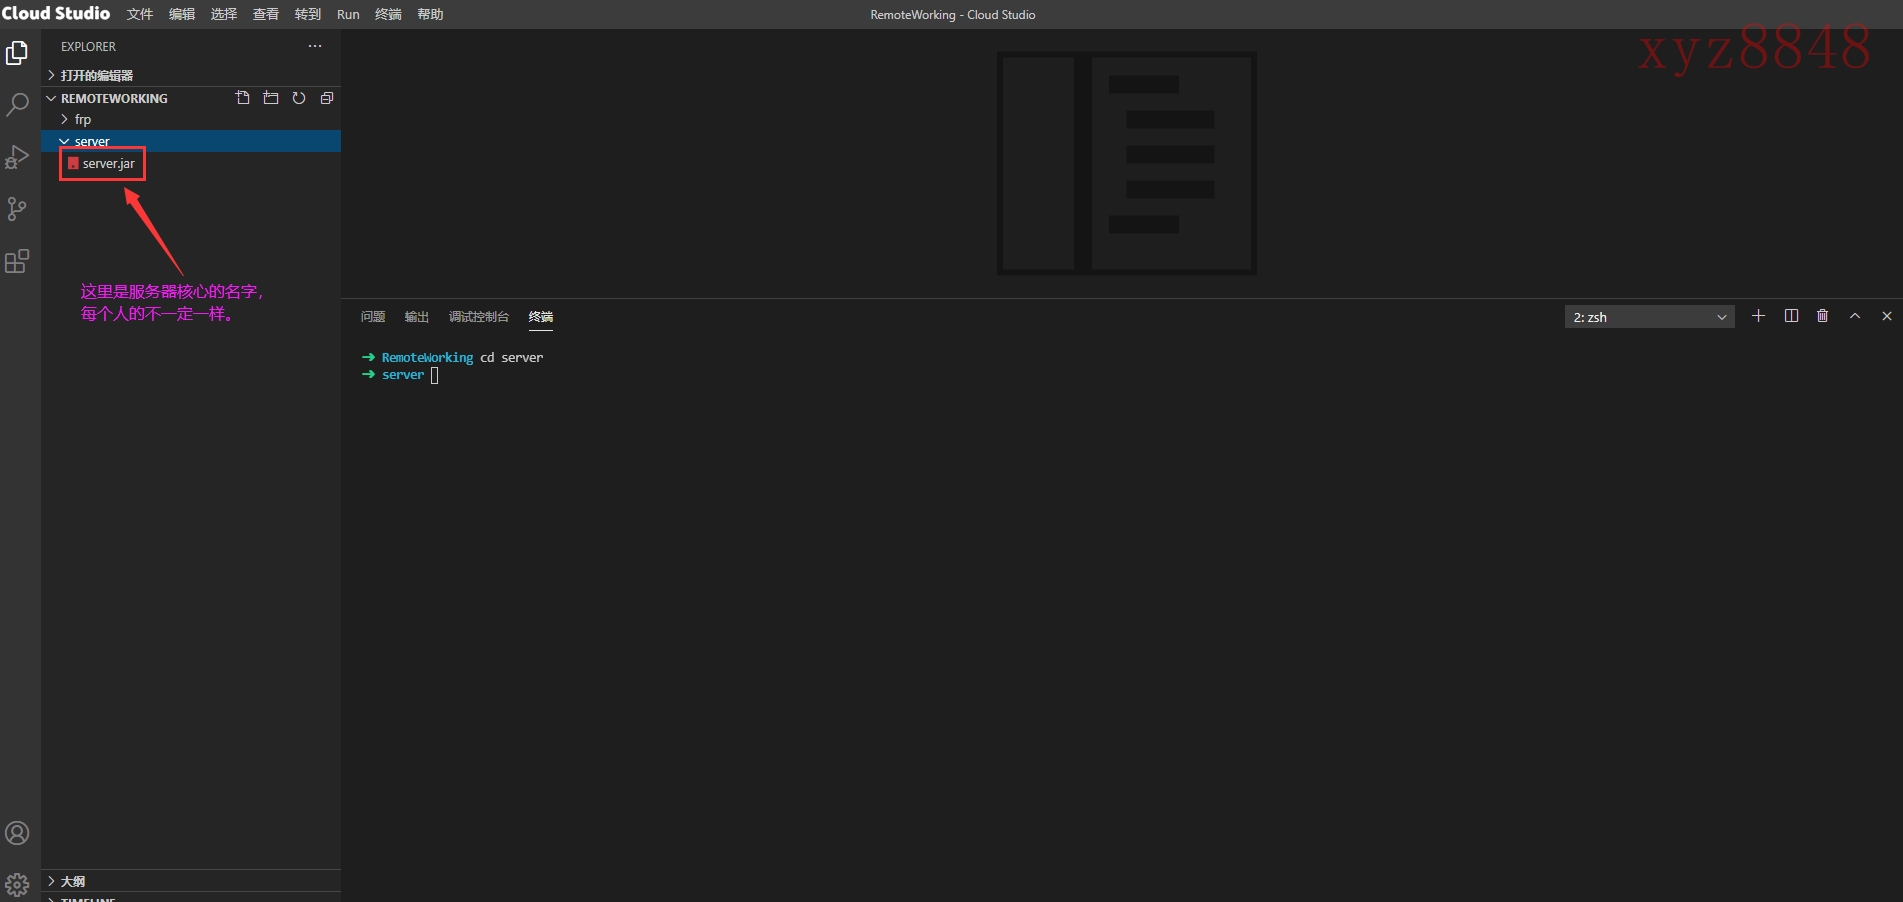 Cloud Studio 文件 编辑 选择 查看 转到 Run 终端 帮助 RemoteWorking - Cloud Studio
xyz8848
EXPLORER
打开的编辑器
REMOTEWORKING
frp
server
server.jar
这里是服务器核心的名字，
每个人的不一定一样。
问题 输出 调试控制台 终端 2: zsh
➜ RemoteWorking cd server
➜ server
大纲
TIMELINE